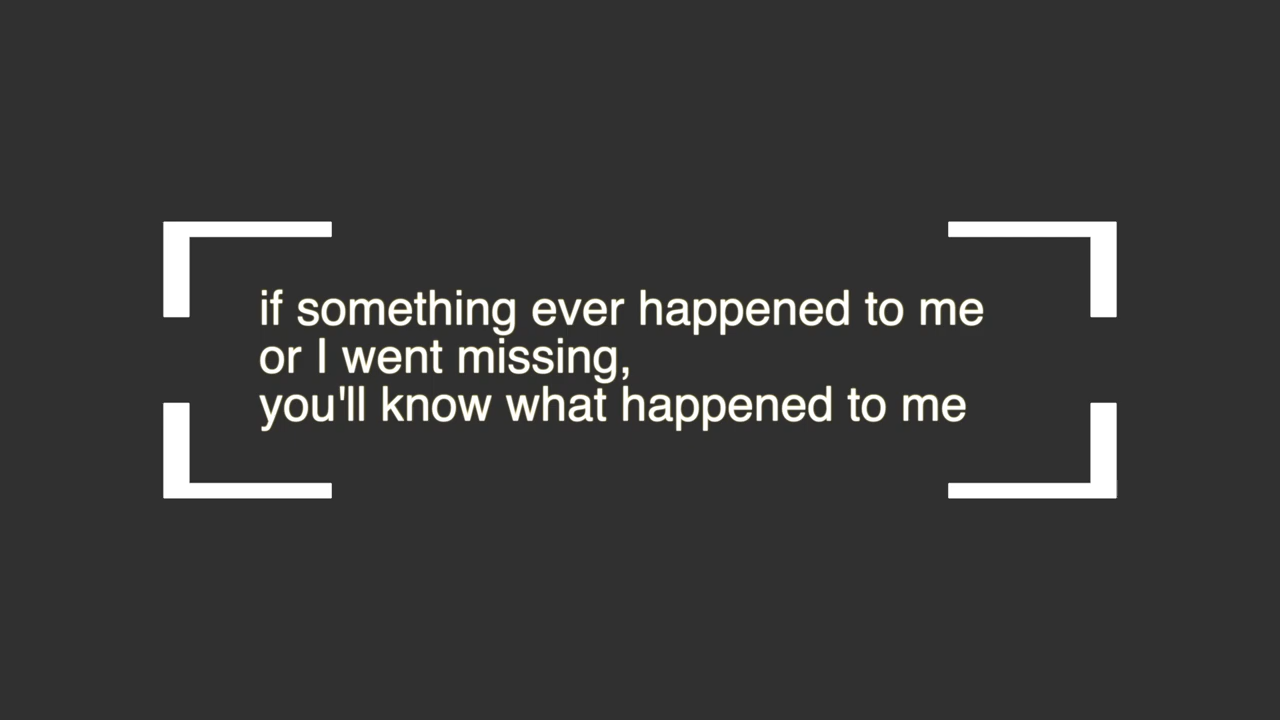 if something ever happened to me
or I went missing,
you'll know what happened to me